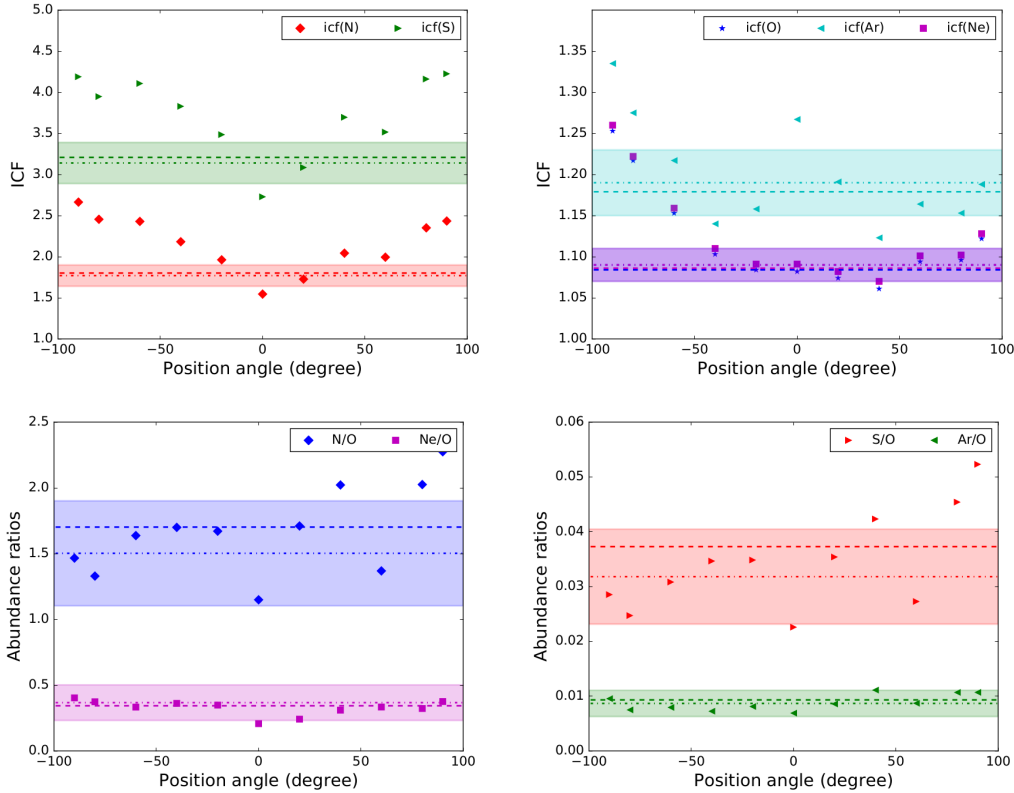 icf(N) icf(S)
5.0
4.5
4.0
3.5
3.0
2.5
2.0
1.5
1.0
ICF
−100 −50 0 50 100
Position angle (degree)
icf(O) icf(Ar) icf(Ne)
1.35
1.30
1.25
1.20
1.15
1.10
1.05
1.00
ICF
−100 −50 0 50 100
Position angle (degree)
N/O Ne/O
2.5
2.0
1.5
1.0
0.5
0.0
Abundance ratios
−100 −50 0 50 100
Position angle (degree)
S/O Ar/O
0.06
0.05
0.04
0.03
0.02
0.01
0.00
Abundance ratios
−100 −50 0 50 100
Position angle (degree)